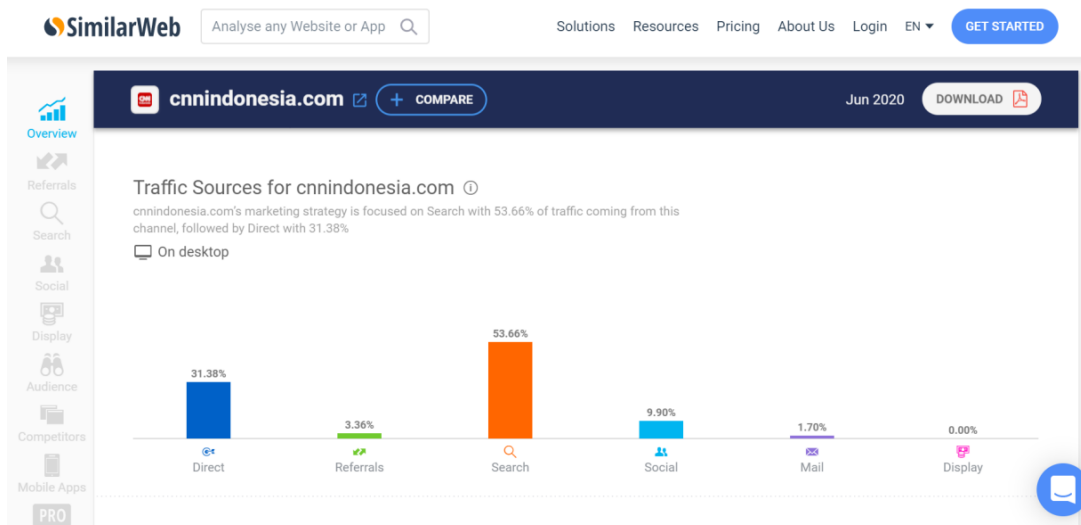 SimilarWeb
Analyse any Website or App
Solutions Resources Pricing About Us Login EN GET STARTED
cnnindonesia.com + COMPARE
Jun 2020 DOWNLOAD
Overview
Referrals
Search
Social
Display
Audience
Competitors
Mobile Apps
PRO
Traffic Sources for cnnindonesia.com
cnnindonesia.com's marketing strategy is focused on Search with 53.66% of traffic coming from this
channel, followed by Direct with 31.38%
On desktop
31.38% 3.36% 53.66% 9.90% 1.70% 0.00%
Direct Referrals Search Social Mail Display